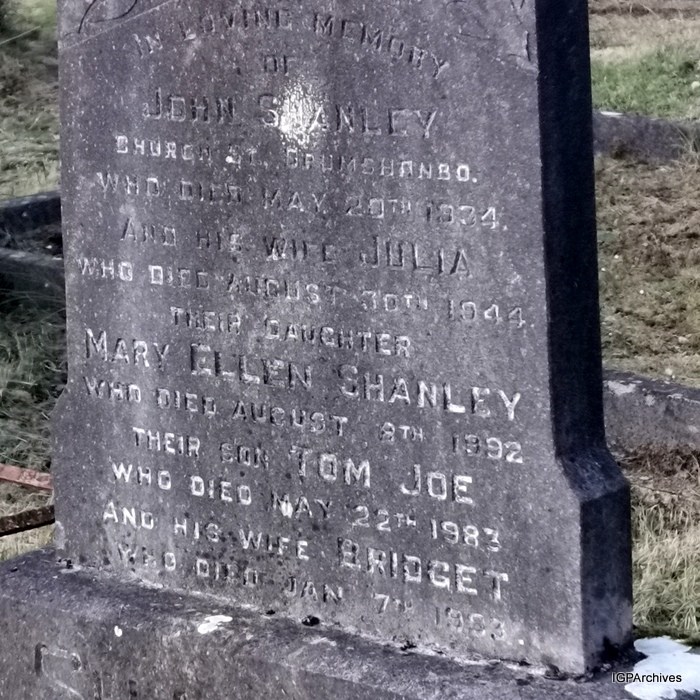 IN LOVING MEMORY
OF
JOHN SHANLEY
CHURCH ST. DRUMSHANBO.
WHO DIED MAY 20TH 1934.
AND HIS WIFE JULIA
WHO DIED AUGUST 30TH 1944.
THEIR DAUGHTER
MARY ELLEN SHANLEY
WHO DIED AUGUST 8TH 1992
THEIR SON TOM JOE
WHO DIED MAY 22ND 1983
AND HIS WIFE BRIDGET
WHO DIED JAN 7TH
IGPArchives